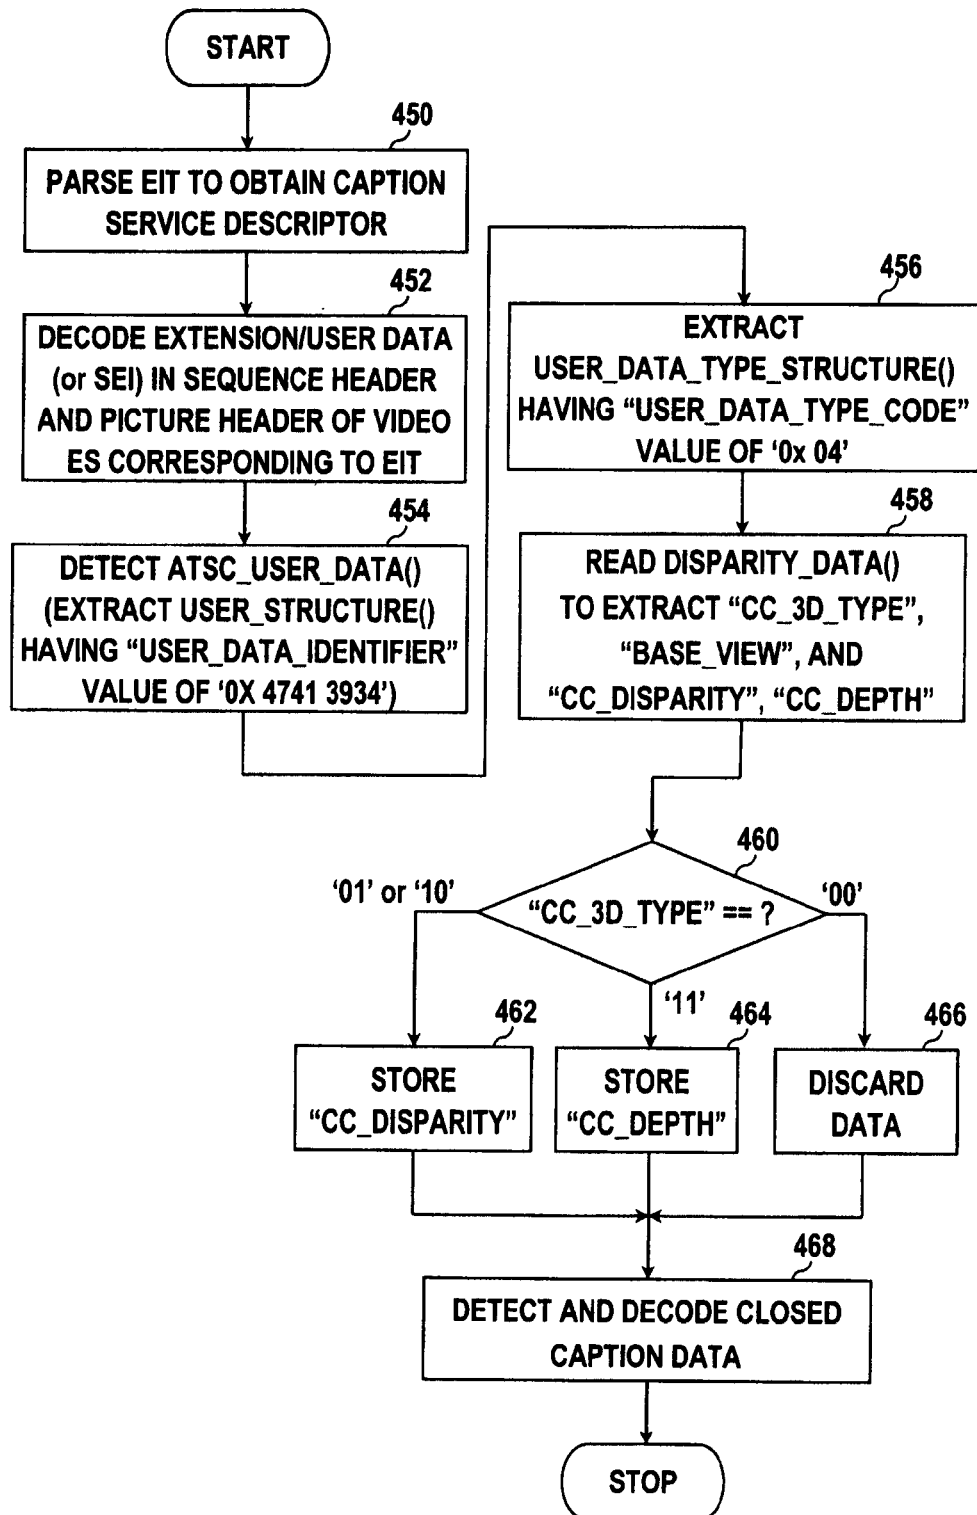 START
450
PARSE EIT TO OBTAIN CAPTION
SERVICE DESCRIPTOR
452
DECODE EXTENSION/USER DATA
(or SEI) IN SEQUENCE HEADER
AND PICTURE HEADER OF VIDEO
ES CORRESPONDING TO EIT
454
DETECT ATSC_USER_DATA()
(EXTRACT USER_STRUCTURE()
HAVING “USER_DATA_IDENTIFIER”
VALUE OF ‘0X 4741 3934’)
456
EXTRACT
USER_DATA_TYPE_STRUCTURE()
HAVING “USER_DATA_TYPE_CODE”
VALUE OF ‘0x 04’
458
READ DISPARITY_DATA()
TO EXTRACT “CC_3D_TYPE”,
“BASE_VIEW”, AND
“CC_DISPARITY”, “CC_DEPTH”
460
‘01’ or ‘10’
“CC_3D_TYPE” == ?
‘00’
‘11’
462
STORE
“CC_DISPARITY”
464
STORE
“CC_DEPTH”
466
DISCARD
DATA
468
DETECT AND DECODE CLOSED
CAPTION DATA
STOP